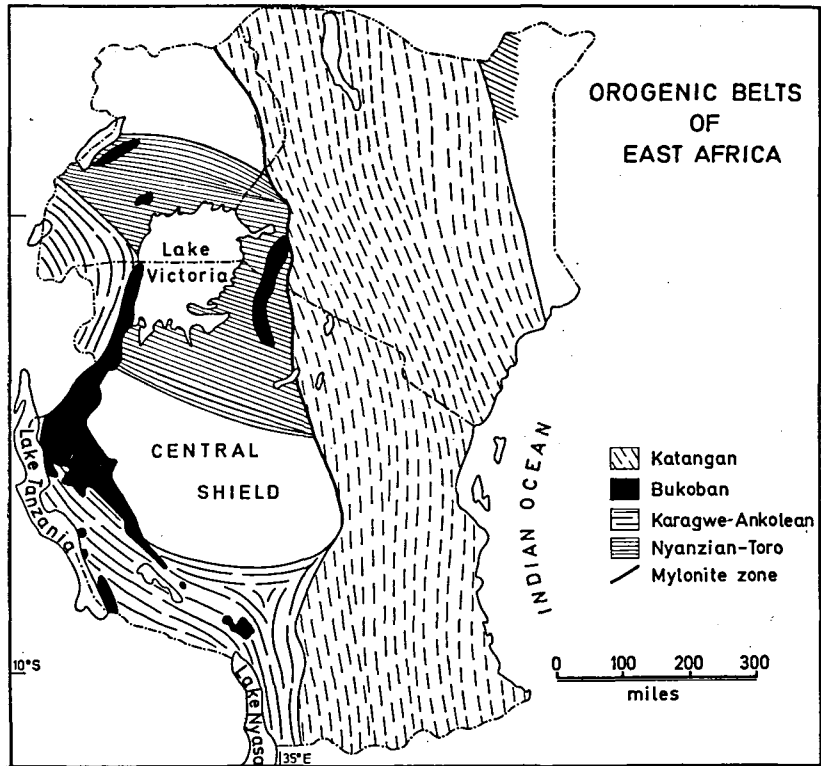 OROGENIC BELTS
OF
EAST AFRICA
Lake
Victoria
CENTRAL
SHIELD
Lake Tanzania
INDIAN OCEAN
Katangan
Bukoban
Karagwe-Ankolean
Nyanzian-Toro
Mylonite zone
10°S
0 100 200 300
miles
Lake Nyasa
35°E